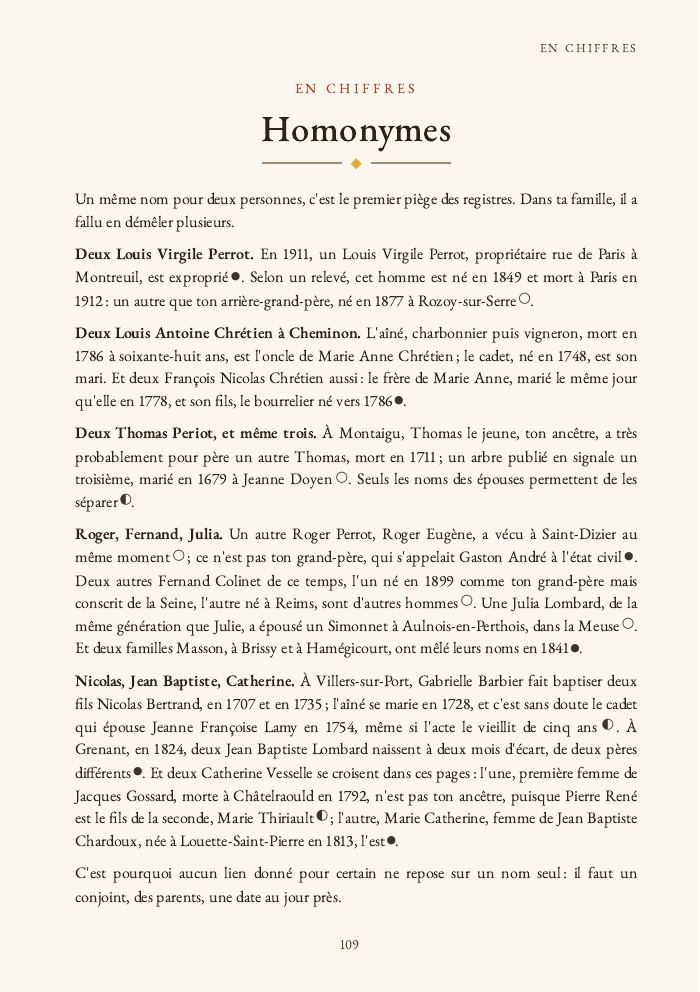 EN CHIFFRES
EN CHIFFRES
Homonymes
Un même nom pour deux personnes, c'est le premier piège des registres. Dans ta famille, il a
fallu en démêler plusieurs.
Deux Louis Virgile Perrot. En 1911, un Louis Virgile Perrot, propriétaire rue de Paris à
Montreuil, est exproprié●. Selon un relevé, cet homme est né en 1849 et mort à Paris en
1912 : un autre que ton arrière-grand-père, né en 1877 à Rozoy-sur-Serre○.
Deux Louis Antoine Chrétien à Cheminon. L'aîné, charbonnier puis vigneron, mort en
1786 à soixante-huit ans, est l'oncle de Marie Anne Chrétien ; le cadet, né en 1748, est son
mari. Et deux François Nicolas Chrétien aussi : le frère de Marie Anne, marié le même jour
qu'elle en 1778, et son fils, le bourrelier né vers 1786●.
Deux Thomas Periot, et même trois. À Montaigu, Thomas le jeune, ton ancêtre, a très
probablement pour père un autre Thomas, mort en 1711 ; un arbre publié en signale un
troisième, marié en 1679 à Jeanne Doyen ○. Seuls les noms des épouses permettent de les
séparer◐.
Roger, Fernand, Julia. Un autre Roger Perrot, Roger Eugène, a vécu à Saint-Dizier au
même moment○ ; ce n'est pas ton grand-père, qui s'appelait Gaston André à l'état civil●.
Deux autres Fernand Colinet de ce temps, l'un né en 1899 comme ton grand-père mais
conscrit de la Seine, l'autre né à Reims, sont d'autres hommes○. Une Julia Lombard, de la
même génération que Julie, a épousé un Simonnet à Aulnois-en-Perthois, dans la Meuse ○.
Et deux familles Masson, à Brissy et à Hamégicourt, ont mêlé leurs noms en 1841●.
Nicolas, Jean Baptiste, Catherine. À Villers-sur-Port, Gabrielle Barbier fait baptiser deux
fils Nicolas Bertrand, en 1707 et en 1735 ; l'aîné se marie en 1728, et c'est sans doute le cadet
qui épouse Jeanne Françoise Lamy en 1754, même si l'acte le vieillit de cinq ans ◐. À
Grenant, en 1824, deux Jean Baptiste Lombard naissent à deux mois d'écart, de deux pères
différents●. Et deux Catherine Vesselle se croisent dans ces pages : l'une, première femme de
Jacques Gossard, morte à Châtelraould en 1792, n'est pas ton ancêtre, puisque Pierre René
est le fils de la seconde, Marie Thiriault◐ ; l'autre, Marie Catherine, femme de Jean Baptiste
Chardoux, née à Louette-Saint-Pierre en 1813, l'est●.
C'est pourquoi aucun lien donné pour certain ne repose sur un nom seul : il faut un
conjoint, des parents, une date au jour près.
109